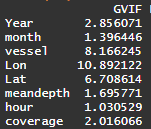 GVIF
Year 2.856071
month 1.396446
vessel 8.166245
Lon 10.892122
Lat 6.708614
meandepth 1.695771
hour 1.030529
coverage 2.016066